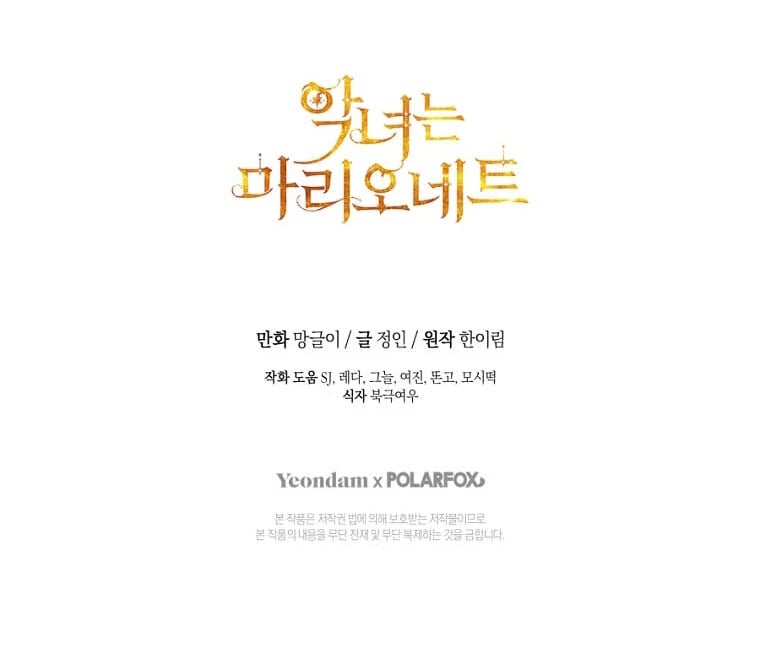 악녀는
마리오네트
만화 망글이 / 글 정인 / 원작 한이림
작화 도움 SJ, 레다, 그늘, 여진, 똔고, 모시떡
식자 북극여우
Yeondam x POLARFOX
본 작품은 저작권 법에 의해 보호받는 저작물이므로
본 작품의 내용을 무단 전재 및 무단 복제하는 것을 금합니다.